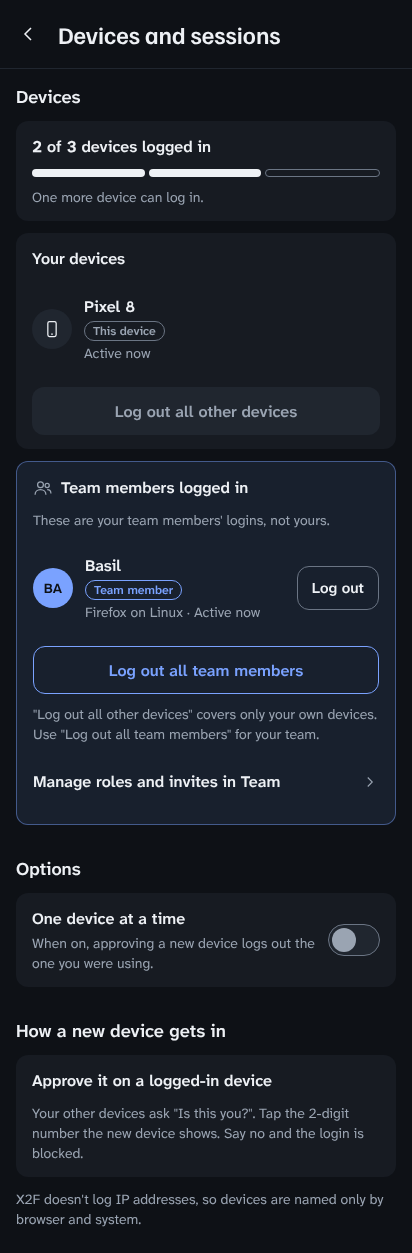 Devices and sessions
Devices
2 of 3 devices logged in
One more device can log in.
Your devices
Pixel 8
This device
Active now
Log out all other devices
Team members logged in
These are your team members' logins, not yours.
BA
Basil
Team member
Firefox on Linux · Active now
Log out
Log out all team members
"Log out all other devices" covers only your own devices.
Use "Log out all team members" for your team.
Manage roles and invites in Team
Options
One device at a time
When on, approving a new device logs out the
one you were using.
How a new device gets in
Approve it on a logged-in device
Your other devices ask "Is this you?". Tap the 2-digit
number the new device shows. Say no and the login is
blocked.
X2F doesn't log IP addresses, so devices are named only by
browser and system.